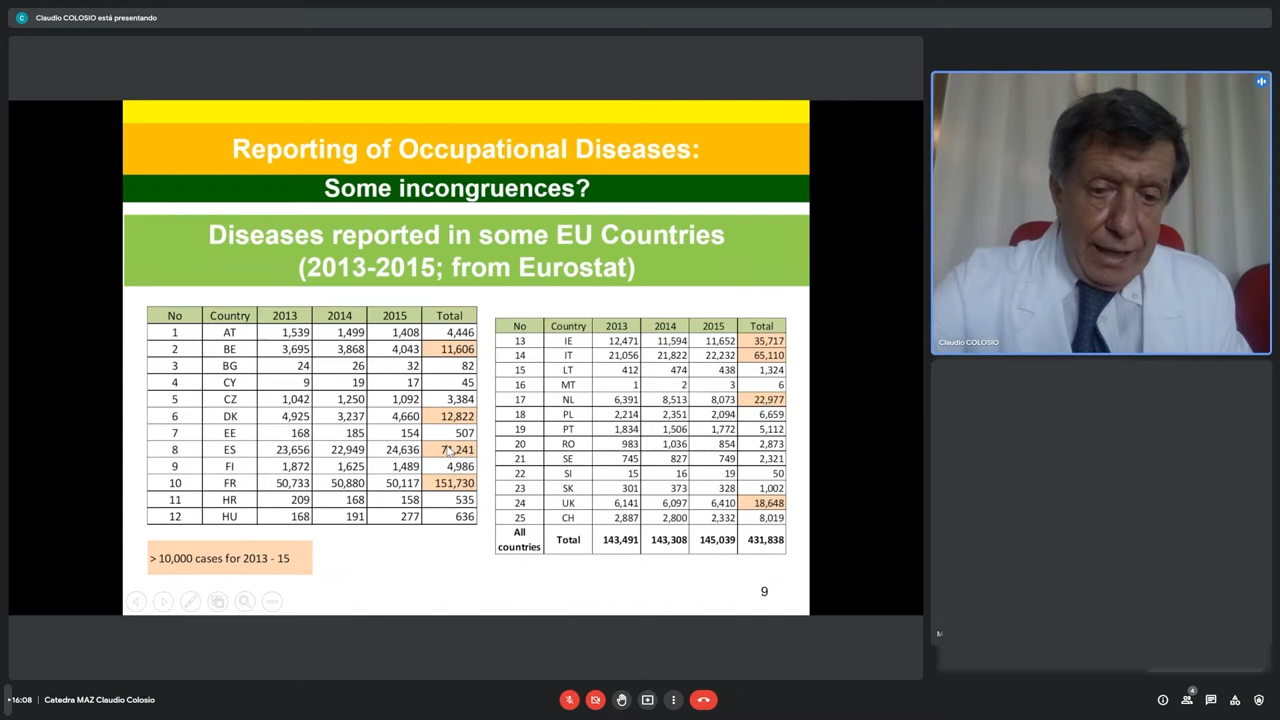 Claudio COLOSIO está presentando
Reporting of Occupational Diseases:
Some incongruences?
Diseases reported in some EU Countries
(2013-2015; from Eurostat)
No Country 2013 2014 2015 Total
1 AT 1,539 1,499 1,408 4,446
2 BE 3,695 3,868 4,043 11,606
3 BG 24 26 32 82
4 CY 9 19 17 45
5 CZ 1,042 1,250 1,092 3,384
6 DK 4,925 3,237 4,660 12,822
7 EE 168 185 154 507
8 ES 23,656 22,949 24,636 71,241
9 FI 1,872 1,625 1,489 4,986
10 FR 50,733 50,880 50,117 151,730
11 HR 209 168 158 535
12 HU 168 191 277 636
> 10,000 cases for 2013 - 15
No Country 2013 2014 2015 Total
13 IE 12,471 11,594 11,652 35,717
14 IT 21,056 21,822 22,232 65,110
15 LT 412 474 438 1,324
16 MT 1 2 3 6
17 NL 6,391 8,513 8,073 22,977
18 PL 2,214 2,351 2,094 6,659
19 PT 1,834 1,506 1,772 5,112
20 RO 983 1,036 854 2,873
21 SE 745 827 749 2,321
22 SI 15 16 19 50
23 SK 301 373 328 1,002
24 UK 6,141 6,097 6,410 18,648
25 CH 2,887 2,800 2,332 8,019
All countries Total 143,491 143,308 145,039 431,838
9
Claudio COLOSIO
16:08 | Catedra MAZ Claudio Colosio
4